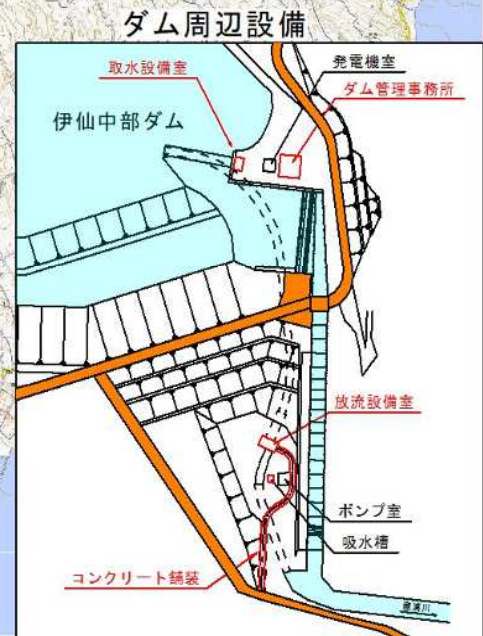 ダム周辺設備
発電機室
取水設備室
ダム管理事務所
伊仙中部ダム
放流設備室
ポンプ室
吸水槽
コンクリート舗装